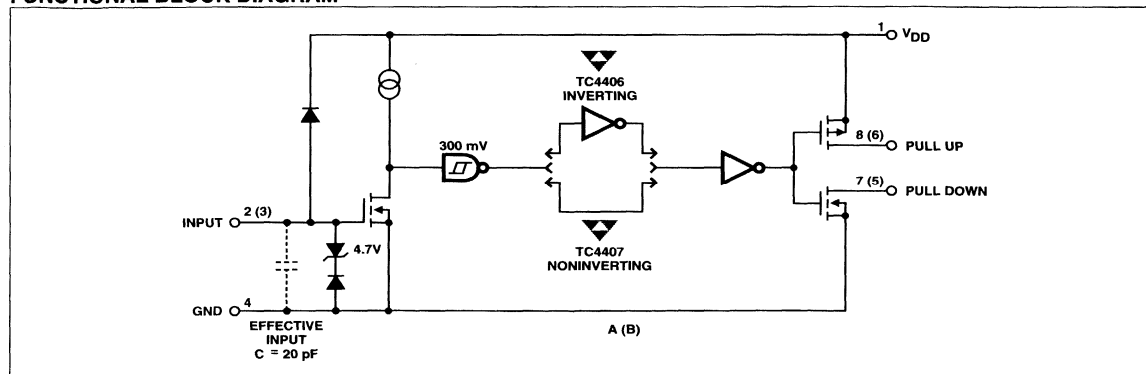 FUNCTIONAL BLOCK DIAGRAM
1 VDD
TC4406
INVERTING
300 mV
8 (6) PULL UP
7 (5) PULL DOWN
INPUT 2 (3)
4.7V
TC4407
NONINVERTING
GND 4
EFFECTIVE
INPUT
C = 20 pF
A (B)